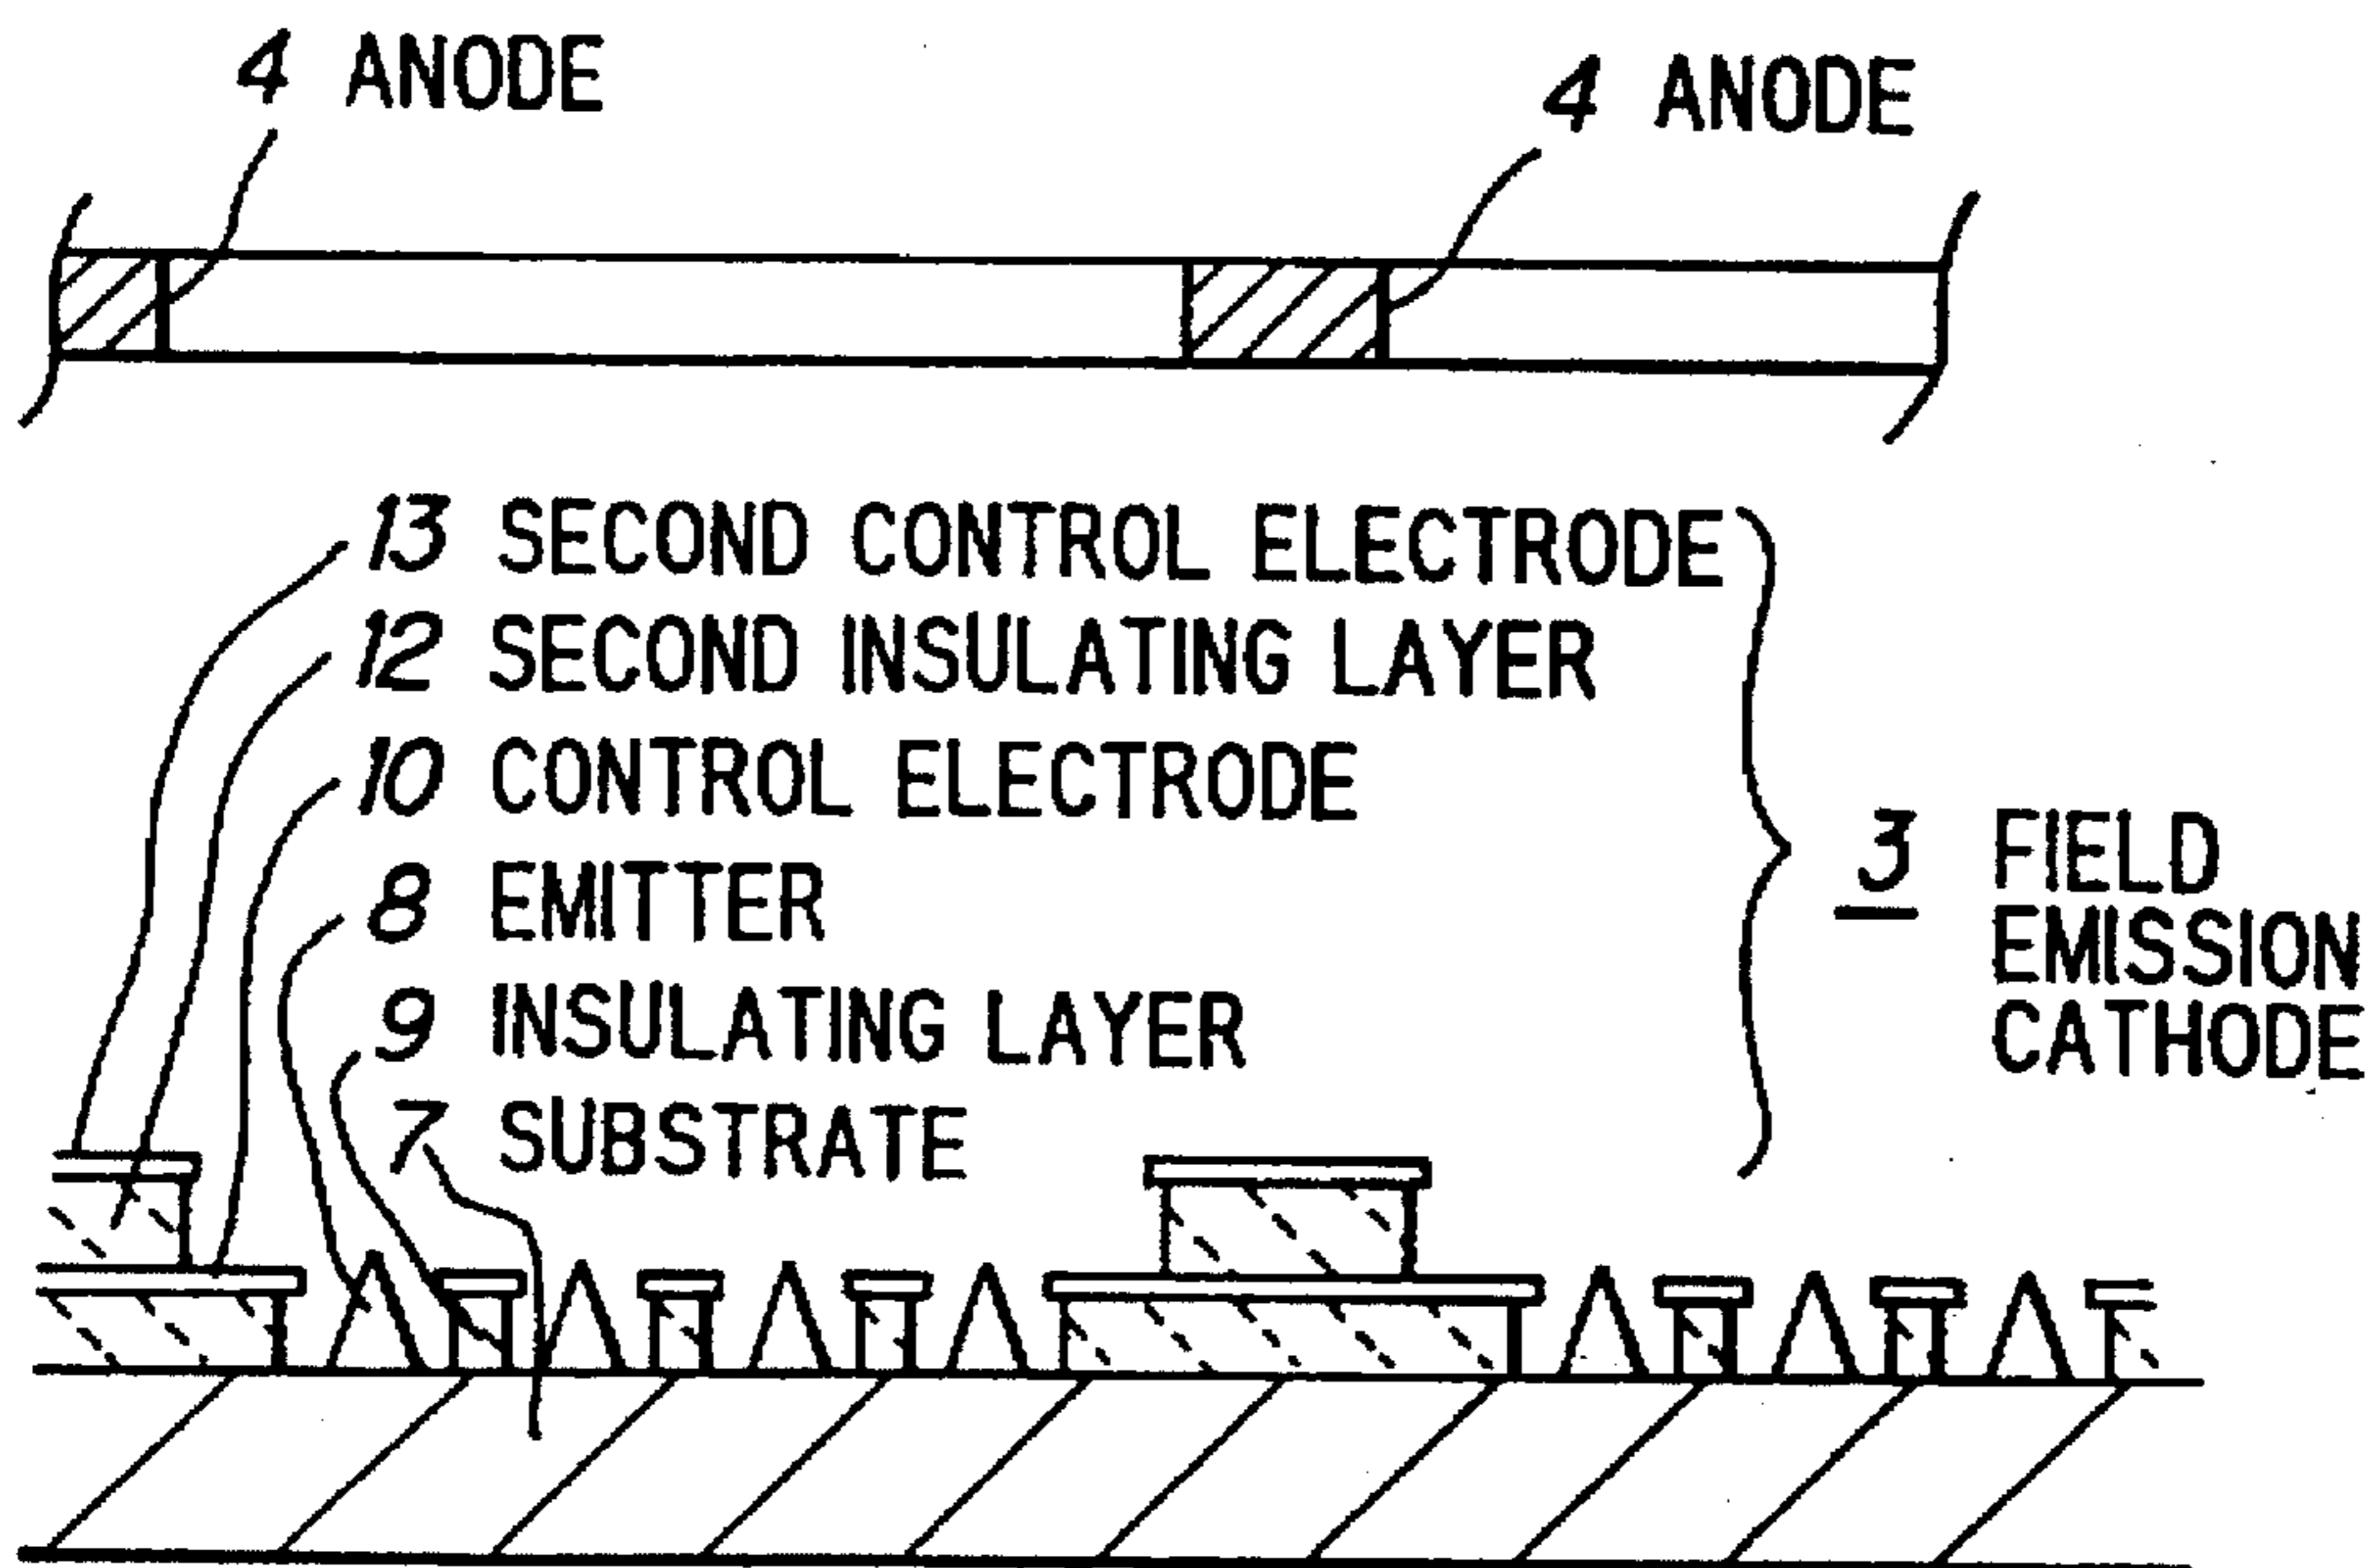 4 ANODE
4 ANODE
13 SECOND CONTROL ELECTRODE
12 SECOND INSULATING LAYER
10 CONTROL ELECTRODE
8 EMITTER
9 INSULATING LAYER
7 SUBSTRATE
3 FIELD
EMISSION
CATHODE